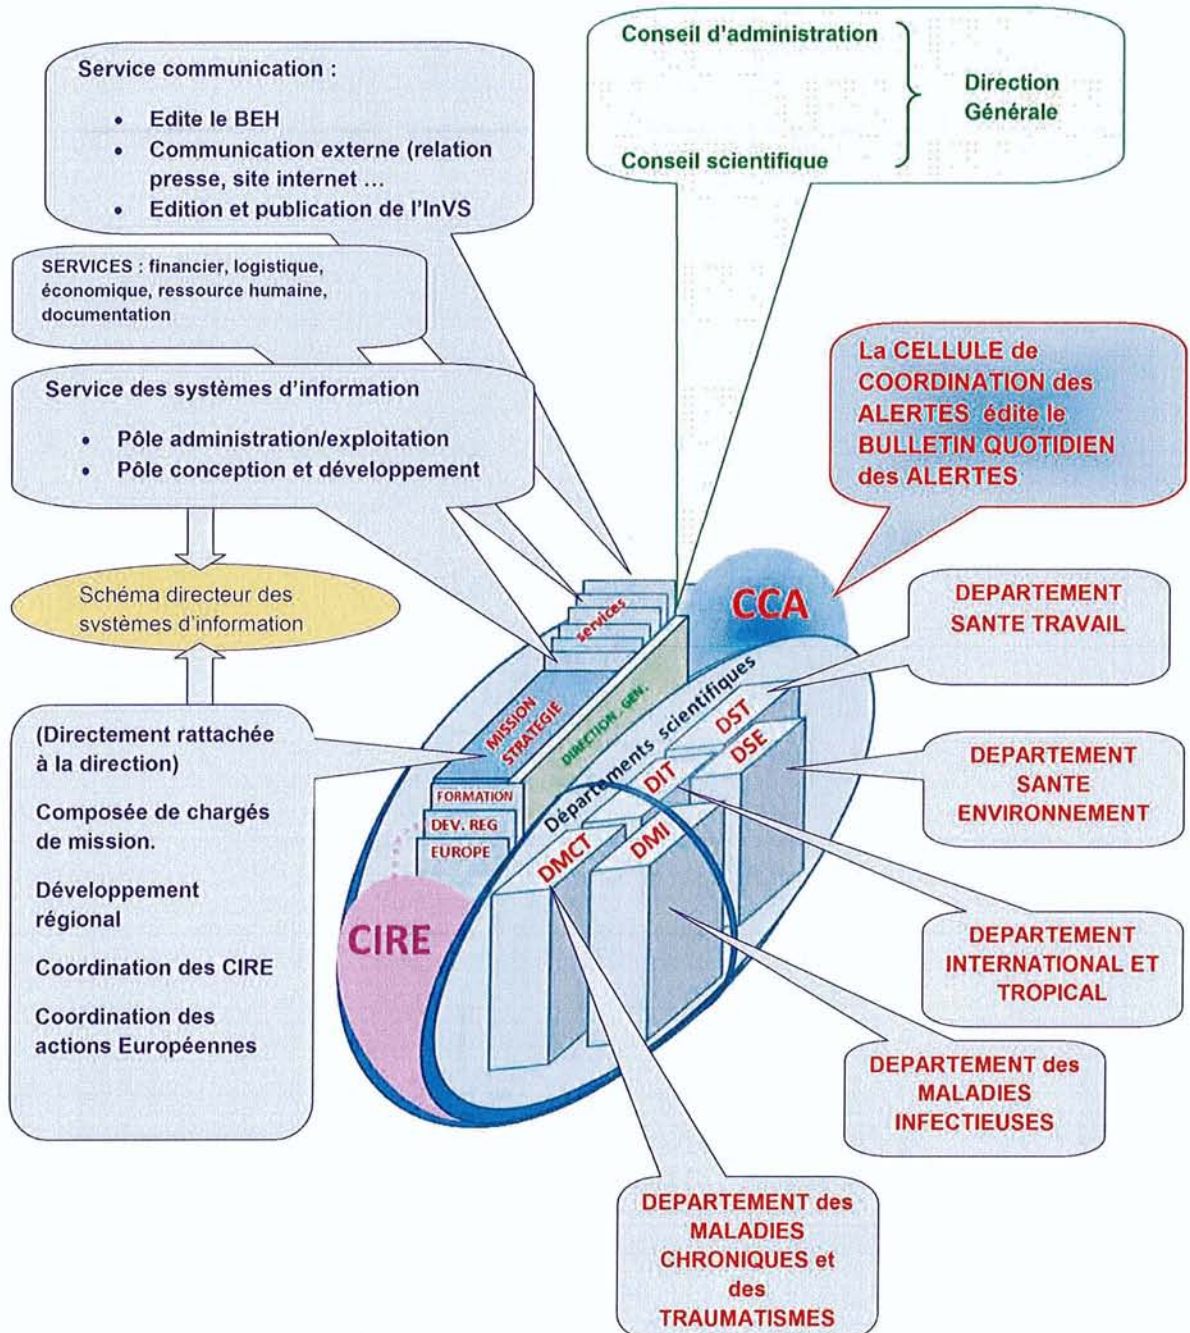 Conseil d'administration
Direction
Générale
Conseil scientifique
Service communication :
• Edite le BEH
• Communication externe (relation
presse, site internet ...
• Edition et publication de l'InVS
SERVICES : financier, logistique,
économique, ressource humaine,
documentation
Service des systèmes d'information
• Pôle administration/exploitation
• Pôle conception et développement
La CELLULE de
COORDINATION des
ALERTES édite le
BULLETIN QUOTIDIEN
des ALERTES
Schéma directeur des
systèmes d'information
services
CCA
DEPARTEMENT
SANTE TRAVAIL
MISSION
STRATEGIE
DIRECTION . GEN.
Départements scientifiques
DST
DSE
DIT
DMI
DMCT
FORMATION
DEV. REG
EUROPE
CIRE
(Directement rattachée
à la direction)
Composée de chargés
de mission.
Développement
régional
Coordination des CIRE
Coordination des
actions Européennes
DEPARTEMENT
SANTE
ENVIRONNEMENT
DEPARTEMENT
INTERNATIONAL ET
TROPICAL
DEPARTEMENT des
MALADIES
INFECTIEUSES
DEPARTEMENT des
MALADIES
CHRONIQUES et
des
TRAUMATISMES